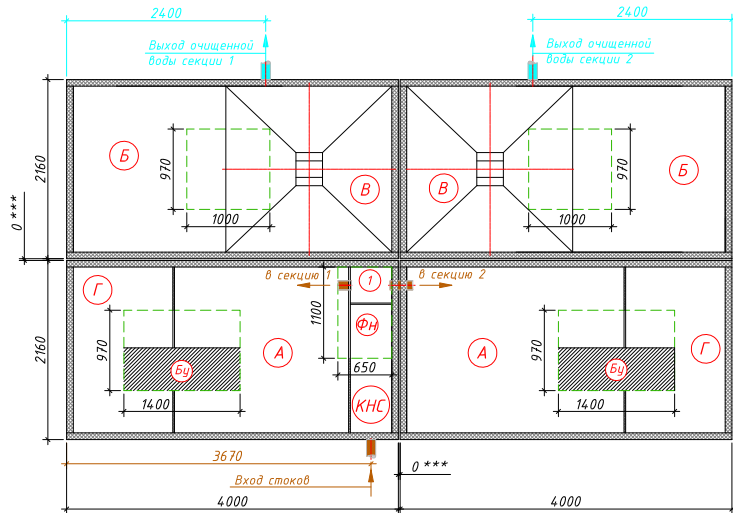 2400
2400
Выход очищенной
воды секции 1
Выход очищенной
воды секции 2
2160
Б
970
1000
В
В
970
1000
Б
0 ***
Г
в секцию 1
1
в секцию 2
1100
Фн
970
Бу
А
650
А
970
Бу
Г
2160
1400
КНС
1400
3670
Вход стоков
0 ***
4000
4000